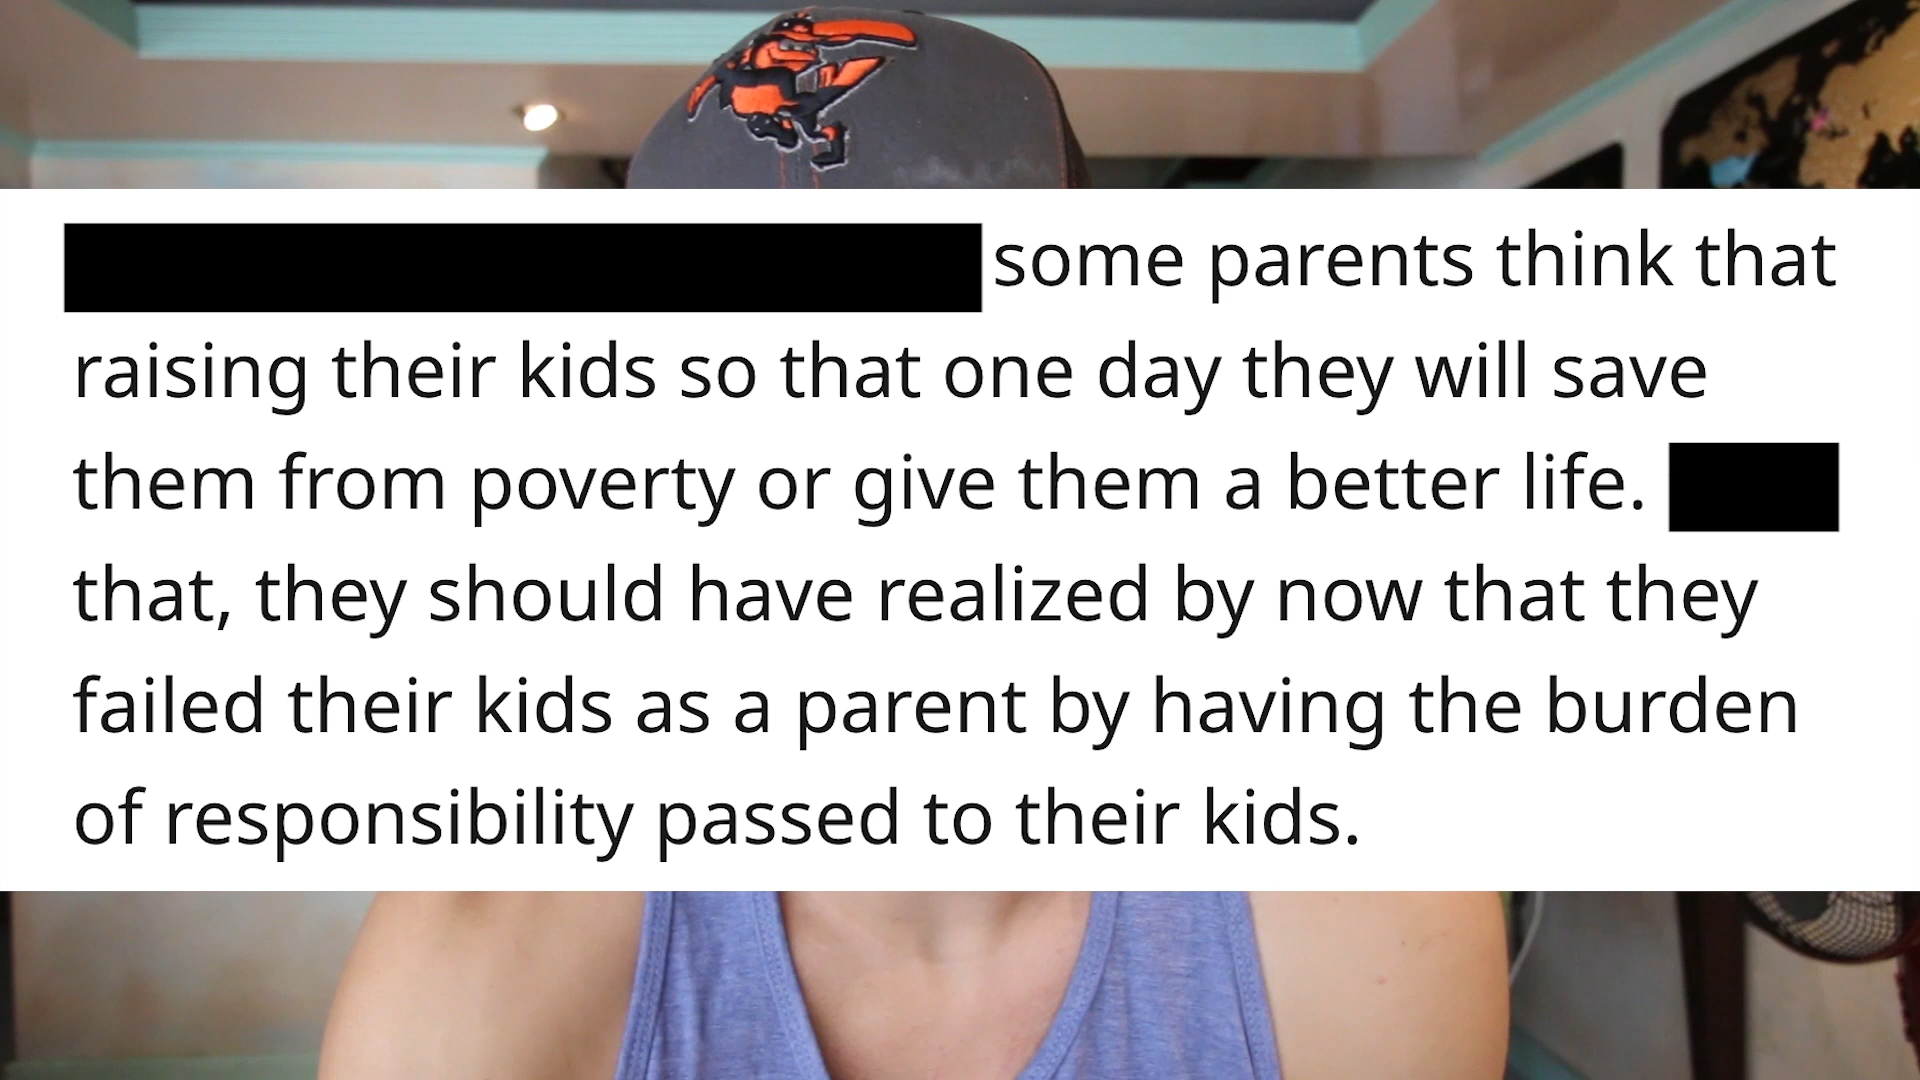 some parents think that
raising their kids so that one day they will save
them from poverty or give them a better life.
that, they should have realized by now that they
failed their kids as a parent by having the burden
of responsibility passed to their kids.